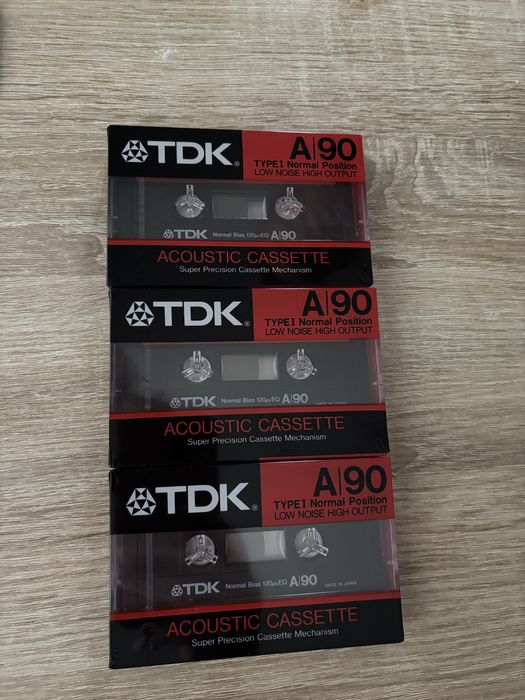 TDK®
A|90
TYPE I Normal Position
LOW NOISE HIGH OUTPUT
TDK Normal Bias 120µs EQ A|90
ACOUSTIC CASSETTE
Super Precision Cassette Mechanism
TDK®
A|90
TYPE I Normal Position
LOW NOISE HIGH OUTPUT
TDK Normal Bias 120µs EQ A|90 MADE IN JAPAN
ACOUSTIC CASSETTE
Super Precision Cassette Mechanism
TDK®
A|90
TYPE I Normal Position
LOW NOISE HIGH OUTPUT
TDK Normal Bias 120µs EQ A|90 MADE IN JAPAN
ACOUSTIC CASSETTE
Super Precision Cassette Mechanism